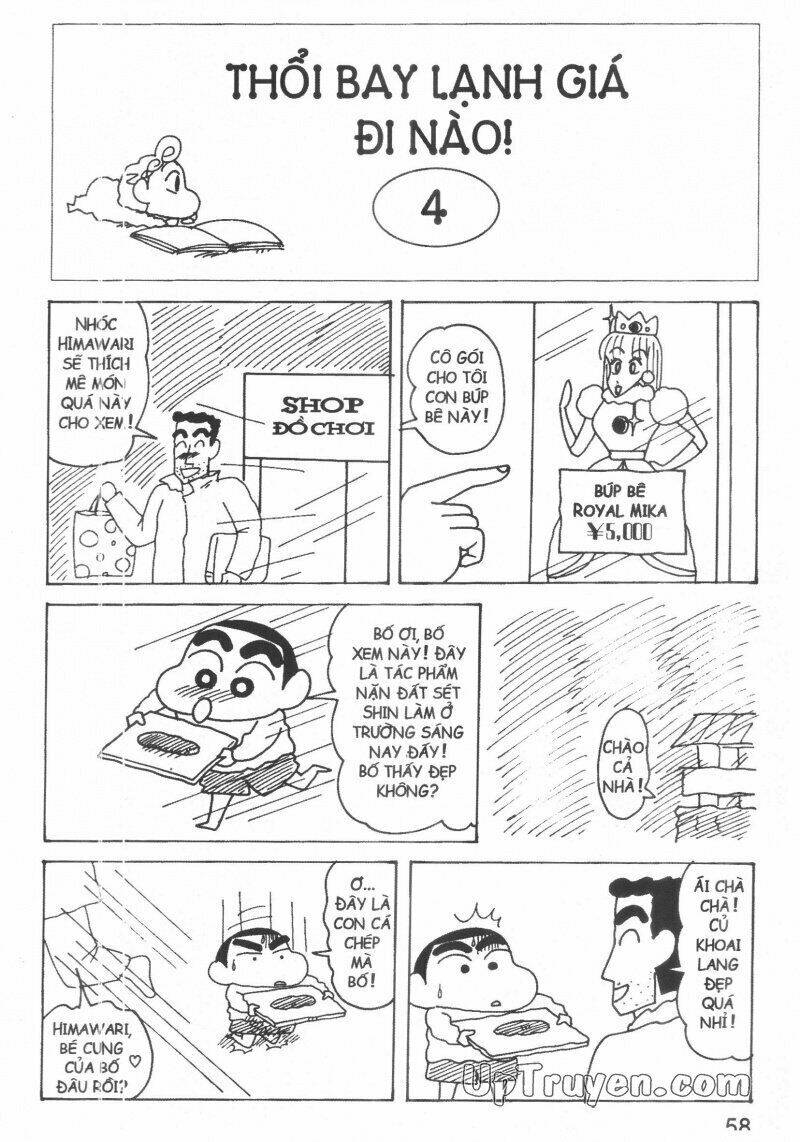 THỔI BAY LẠNH GIÁ
ĐI NÀO!
4
CÔ GÓI
CHO TÔI
CON BÚP
BÊ NÀY!
BÚP BÊ
ROYAL MIKA
¥5,000
NHÓC
HIMAWARI
SẼ THÍCH
MÊ MÓN
QUÀ NÀY
CHO XEM!
SHOP
ĐỒ CHƠI
CHÀO
CẢ
NHÀ!
BỐ ƠI, BỐ
XEM NÀY! ĐÂY
LÀ TÁC PHẨM
NẶN ĐẤT SÉT
SHIN LÀM Ở
TRƯỜNG SÁNG
NAY ĐẤY!
BỐ THẤY ĐẸP
KHÔNG?
ÁI CHÀ
CHÀ!
CỦ
KHOAI
LANG
ĐẸP
QUÁ
NHỈ!
Ơ...
ĐÂY LÀ
CON CÁ
CHÉP
MÀ
BỐ!
HIMAWARI,
BÉ CƯNG
CỦA BỐ ♡
ĐÂU RỒI?
UpTruyen.com
58